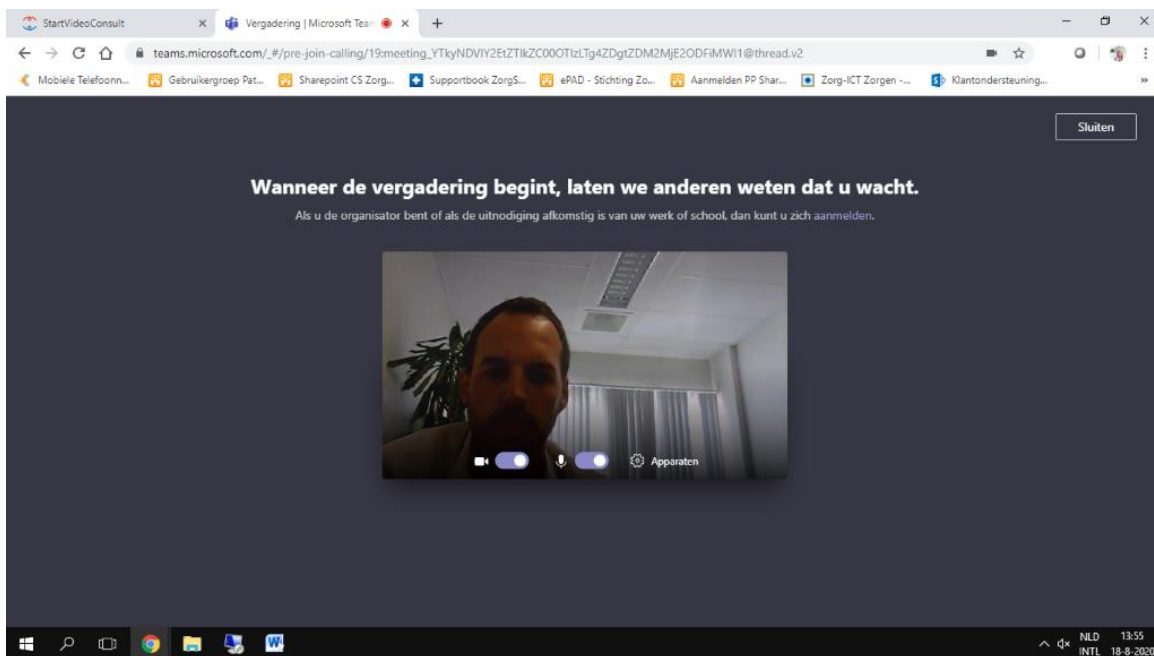 StartVideoConsult
Vergadering | Microsoft Tea
teams.microsoft.com/_#/pre-join-calling/19:meeting_YTkyNDVlY2EtZTlkZC00OTIzLTg4ZDgtZDM2MjE2ODFiMWI1@thread.v2
Mobiele Telefoonn... Gebruikergroep Pat... Sharepoint CS Zorg... Supportbook ZorgS... ePAD - Stichting Zo... Aanmelden PP Shar... Zorg-ICT Zorgen -... Klantondersteuning...
Sluiten
Wanneer de vergadering begint, laten we anderen weten dat u wacht.
Als u de organisator bent of als de uitnodiging afkomstig is van uw werk of school, dan kunt u zich aanmelden.
Apparaten
NLD 13:55
INTL 18-8-2020